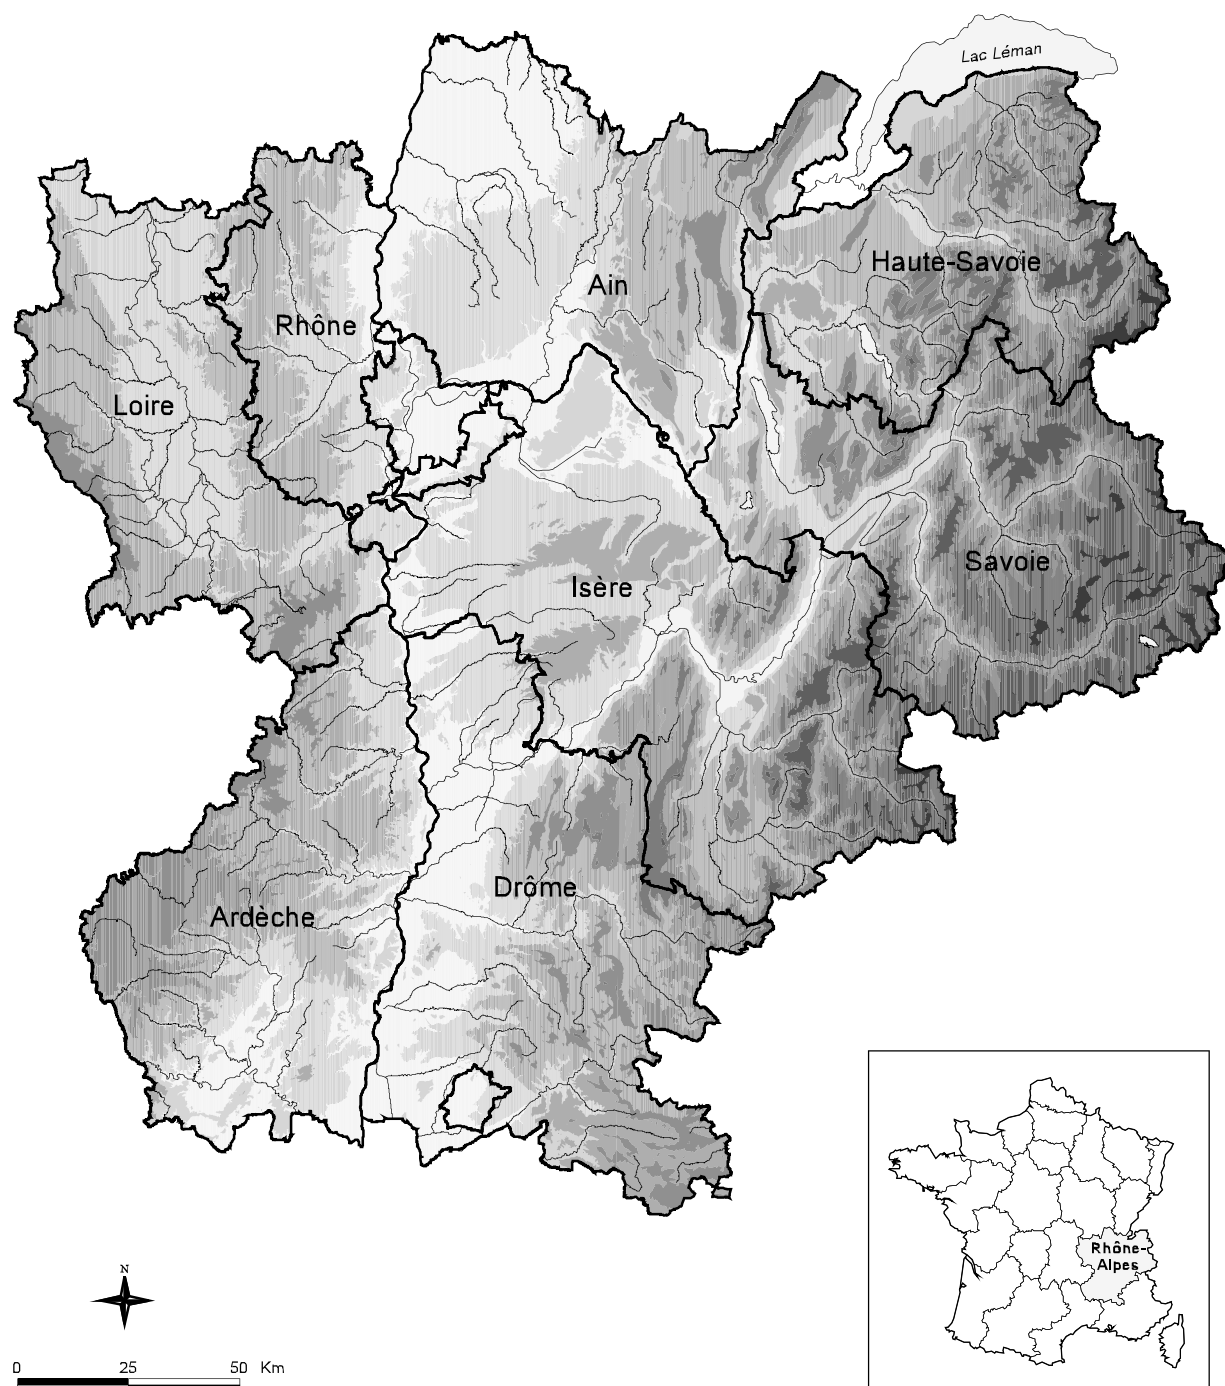 Lac Léman
Haute-Savoie
Ain
Rhône
Loire
Savoie
Isère
Drôme
Ardèche
Rhône-
Alpes
N
0 25 50 Km